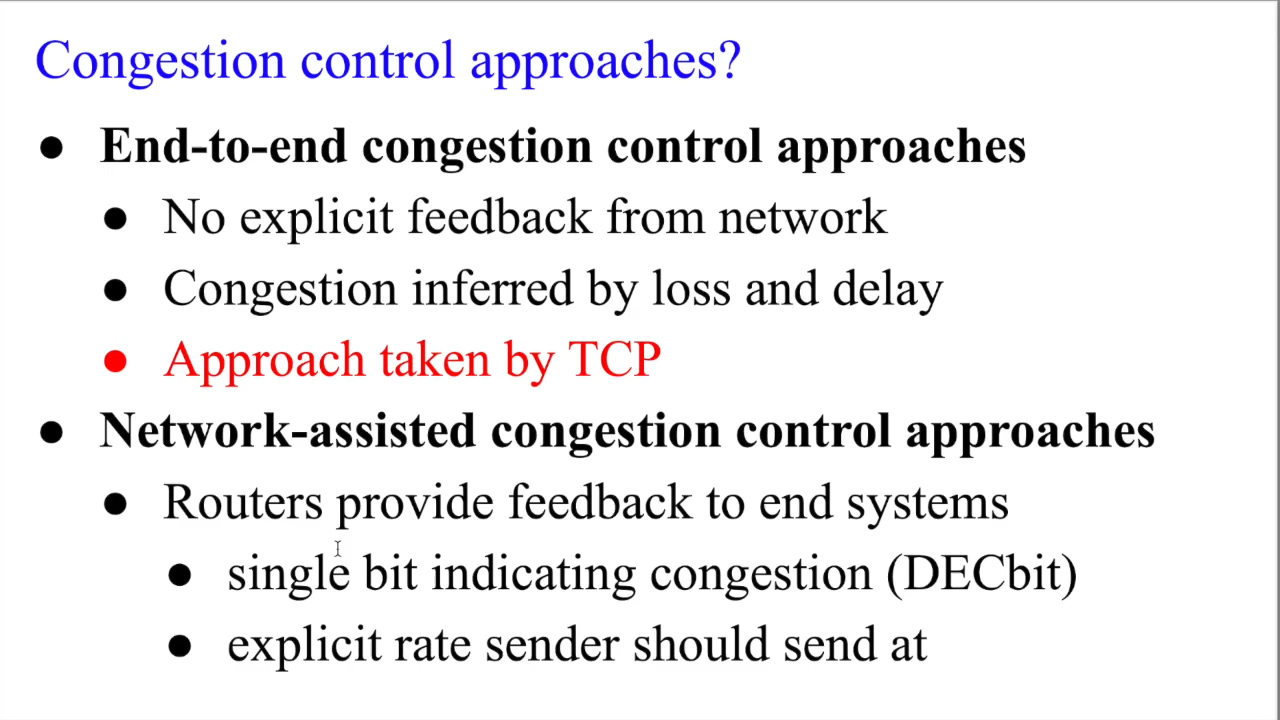 Congestion control approaches?
● End-to-end congestion control approaches
● No explicit feedback from network
● Congestion inferred by loss and delay
● Approach taken by TCP
● Network-assisted congestion control approaches
● Routers provide feedback to end systems
● single bit indicating congestion (DECbit)
● explicit rate sender should send at